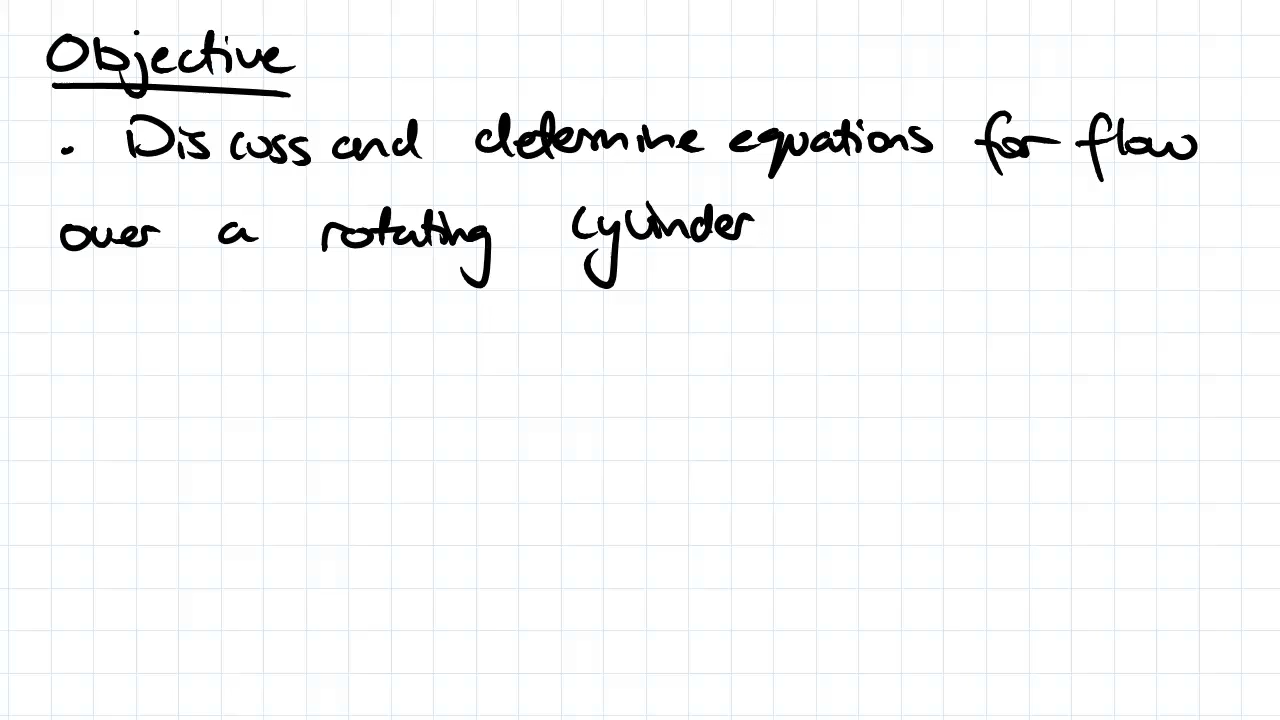 Objective
. Discuss and determine equations for flow
over a rotating cylinder